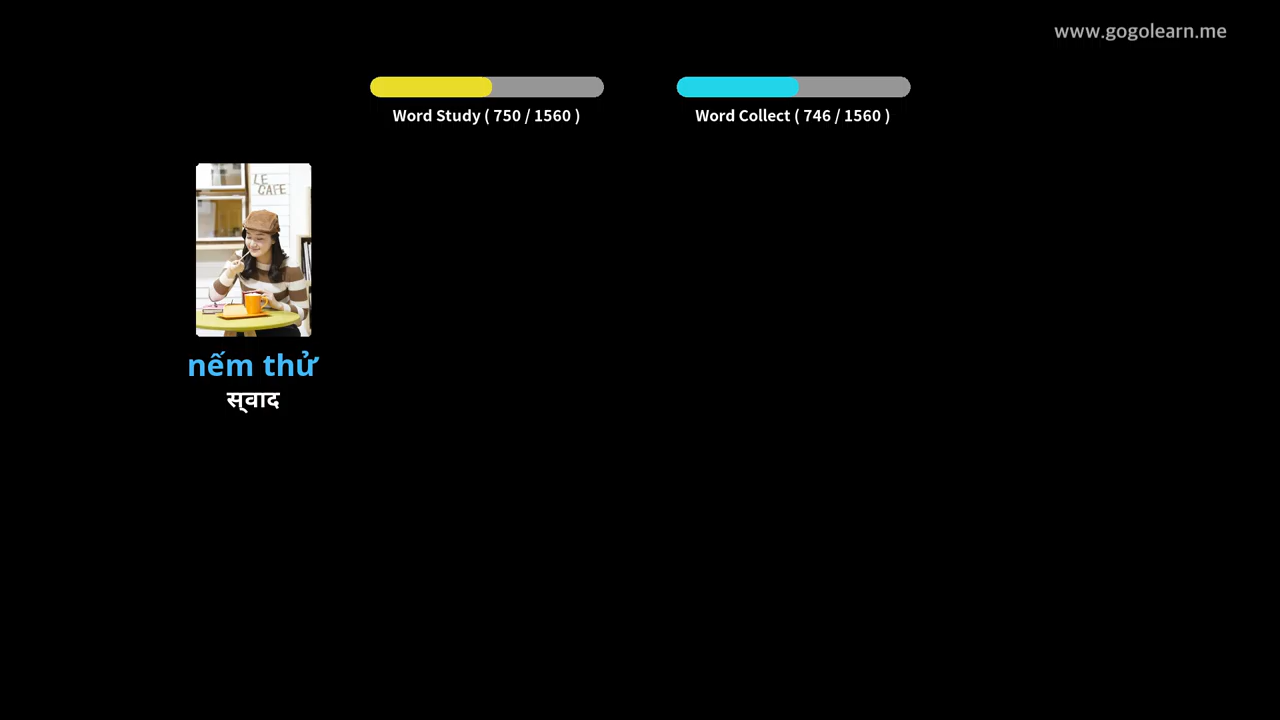 www.gogolearn.me
Word Study ( 750 / 1560 )
Word Collect ( 746 / 1560 )
LE
CAFE
nếm thử
स्वाद